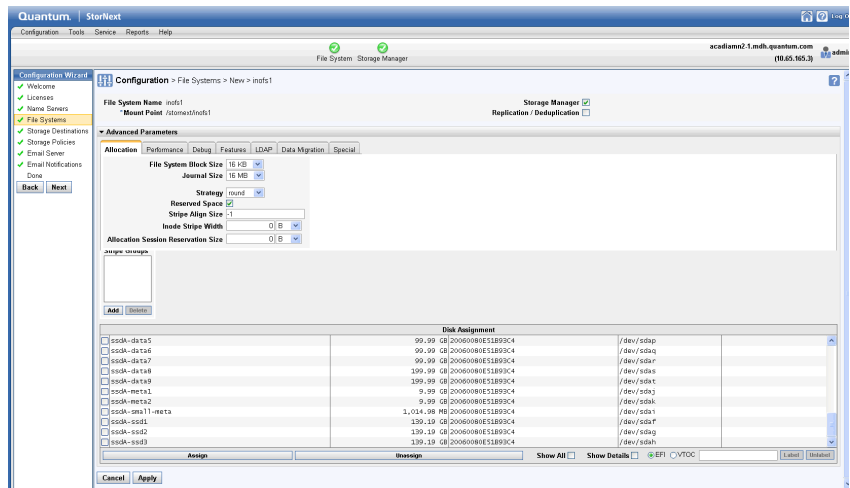 Quantum. | StorNext
Log O
Configuration Tools Service Reports Help
File System Storage Manager
acadiamn2-1.mdh.quantum.com
(10.65.165.3)
admi
Configuration Wizard
Welcome
Licenses
Name Servers
File Systems
Storage Destinations
Storage Policies
Email Server
Email Notifications
Done
Back Next
Configuration > File Systems > New > inofs1
File System Name inofs1
*Mount Point /stornext/inofs1
Storage Manager
Replication / Deduplication
Advanced Parameters
Allocation Performance Debug Features LDAP Data Migration Special
File System Block Size 16 KB
Journal Size 16 MB
Strategy round
Reserved Space
Stripe Align Size -1
Inode Stripe Width 0 B
Allocation Session Reservation Size 0 B
Stripe Groups
Add Delete
Disk Assignment
ssdA-data5 99.99 GB 20060080E51B93C4 /dev/sdap
ssdA-data6 99.99 GB 20060080E51B93C4 /dev/sdaq
ssdA-data7 99.99 GB 20060080E51B93C4 /dev/sdar
ssdA-data8 199.99 GB 20060080E51B93C4 /dev/sdas
ssdA-data9 199.99 GB 20060080E51B93C4 /dev/sdat
ssdA-meta1 9.99 GB 20060080E51B93C4 /dev/sdaj
ssdA-meta2 9.99 GB 20060080E51B93C4 /dev/sdak
ssdA-small-meta 1,014.98 MB 20060080E51B93C4 /dev/sdai
ssdA-ssd1 139.19 GB 20060080E51B93C4 /dev/sdaf
ssdA-ssd2 139.19 GB 20060080E51B93C4 /dev/sdag
ssdA-ssd3 139.19 GB 20060080E51B93C4 /dev/sdah
Assign Unassign Show All Show Details EFI VTOC Label Unlabel
Cancel Apply